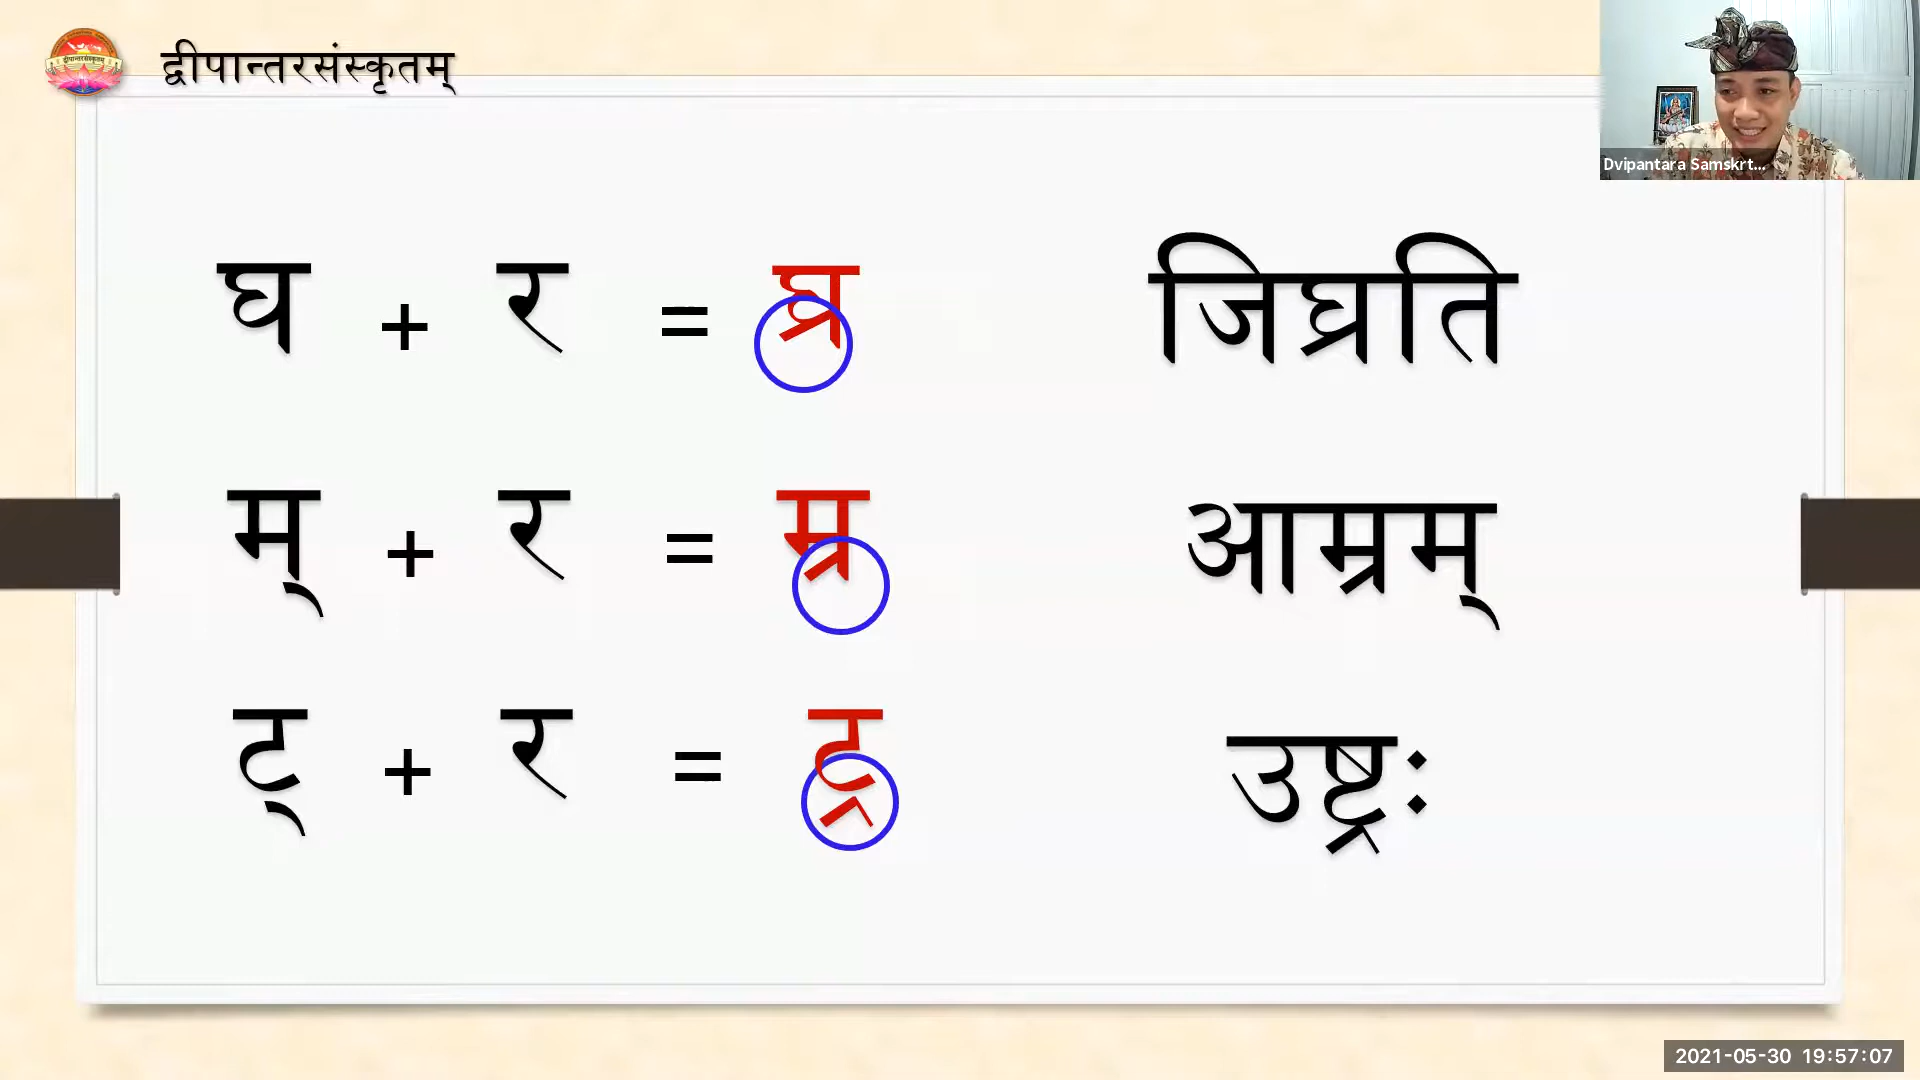 द्वीपान्तरसंस्कृतम्
Dvipantara Samskrt...
घ + र = घ्र जिघ्रति
म् + र = म्र आम्रम्
ट् + र = ट्र उष्ट्रः
2021-05-30 19:57:07